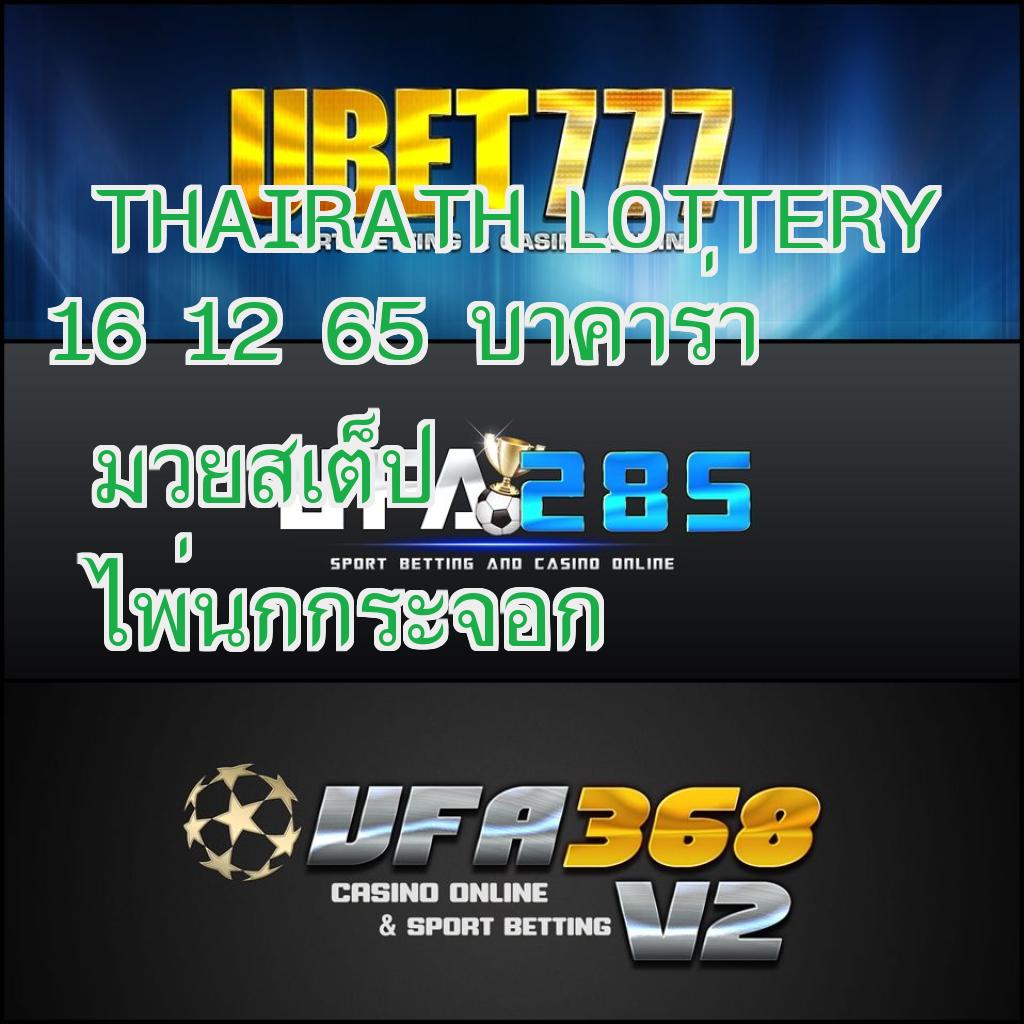 UBET777
THAIRATH LOTTERY
16 12 65 บาคาร่า
มวยสเต็ป
UFA285
SPORT BETTING AND CASINO ONLINE
ไพ่นกกระจอก
UFA368
CASINO ONLINE
& SPORT BETTING
V2